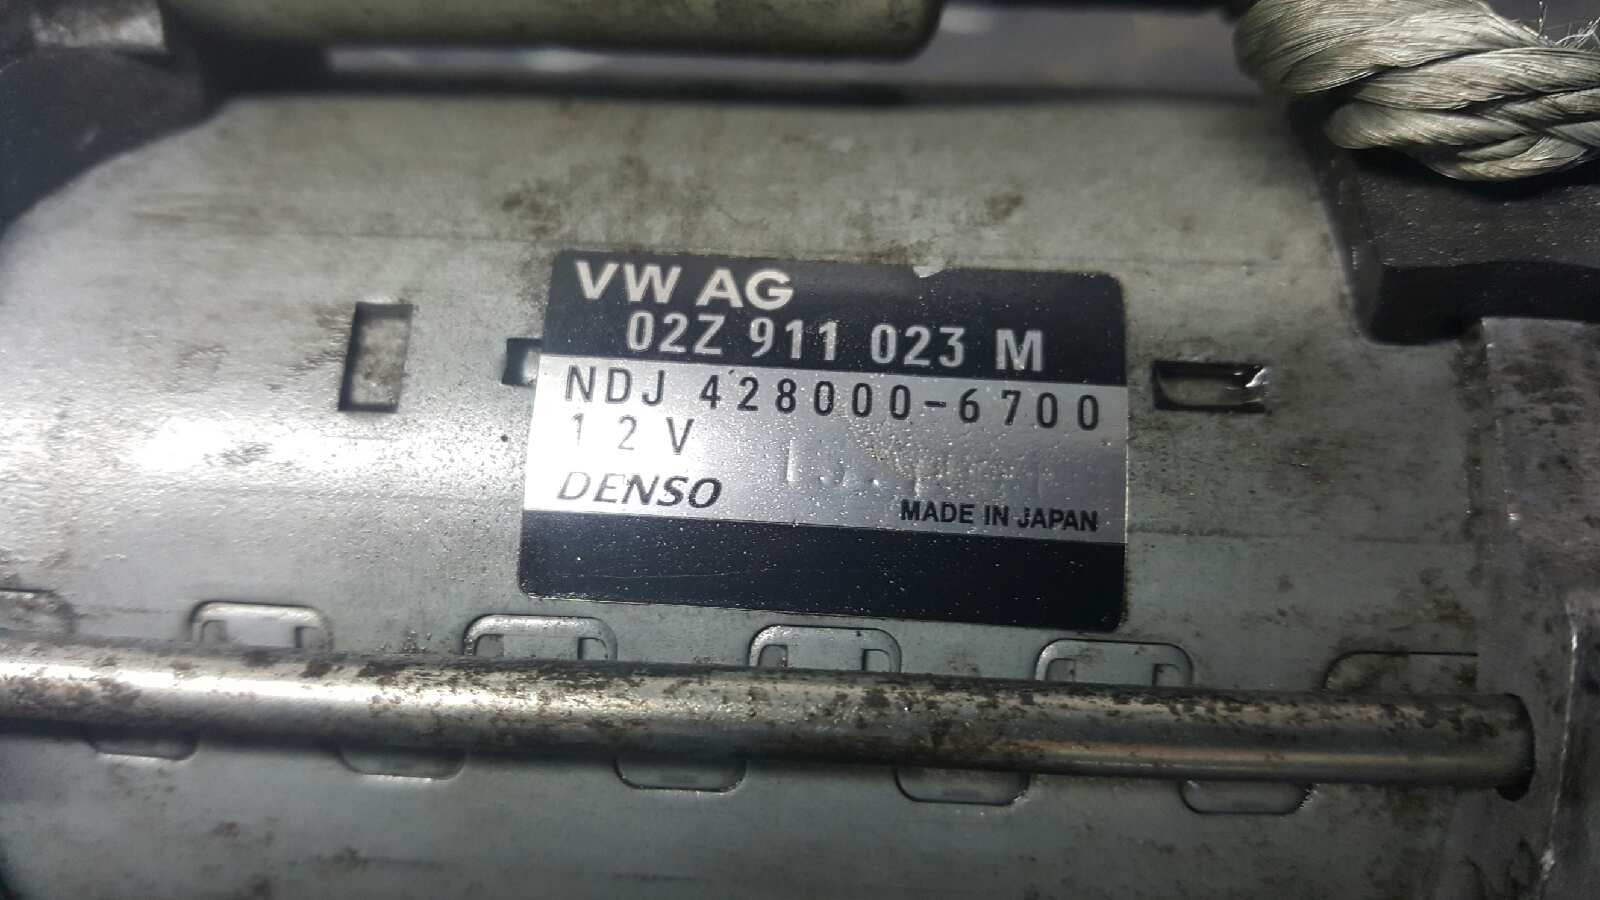 VW AG
02Z 911 023 M
NDJ 428000-6700
12V
DENSO
MADE IN JAPAN